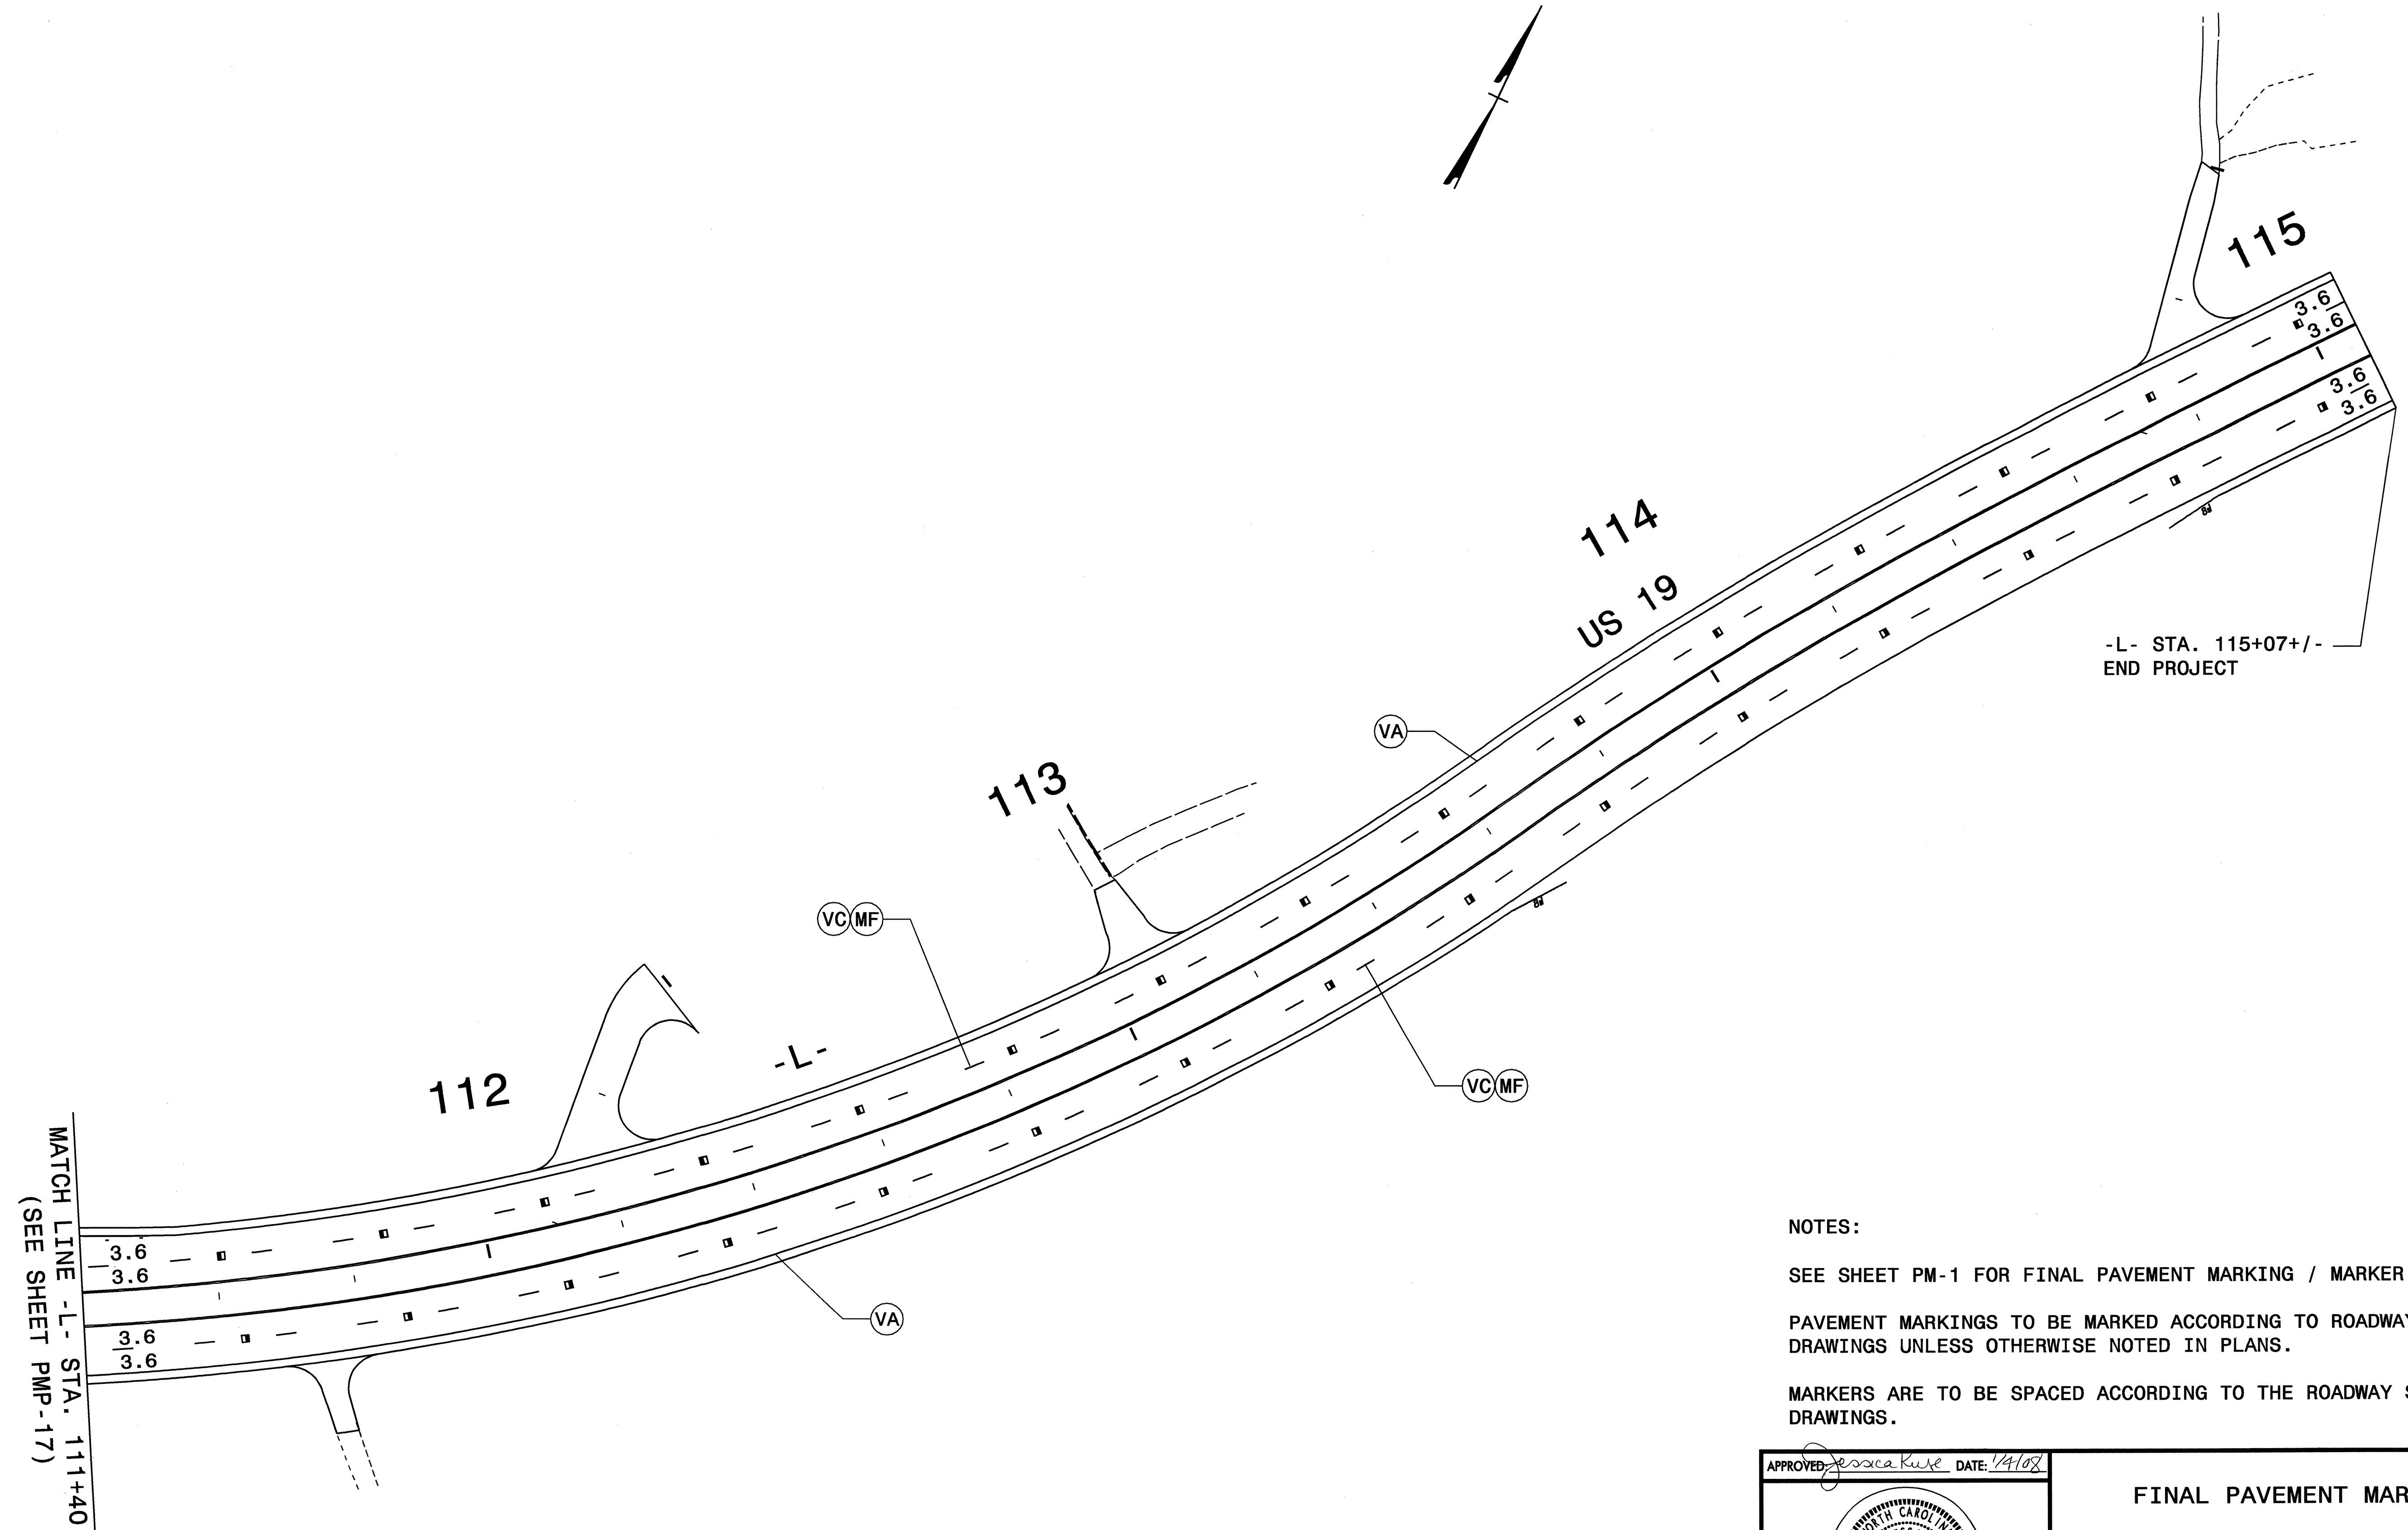 115
3.6
3.6
3.6
3.6
114
US 19
-L- STA. 115+07+/-
END PROJECT
VA
113
VC MF
-L-
112
VC MF
MATCH LINE -L- STA. 111+40
(SEE SHEET PMP-17)
3.6
3.6
3.6
3.6
VA
NOTES:
SEE SHEET PM-1 FOR FINAL PAVEMENT MARKING / MARKER
PAVEMENT MARKINGS TO BE MARKED ACCORDING TO ROADWAY
DRAWINGS UNLESS OTHERWISE NOTED IN PLANS.
MARKERS ARE TO BE SPACED ACCORDING TO THE ROADWAY S
DRAWINGS.
APPROVED: Jessica Kuse DATE: 1/4/08
FINAL PAVEMENT MAR
NORTH CAROLIN